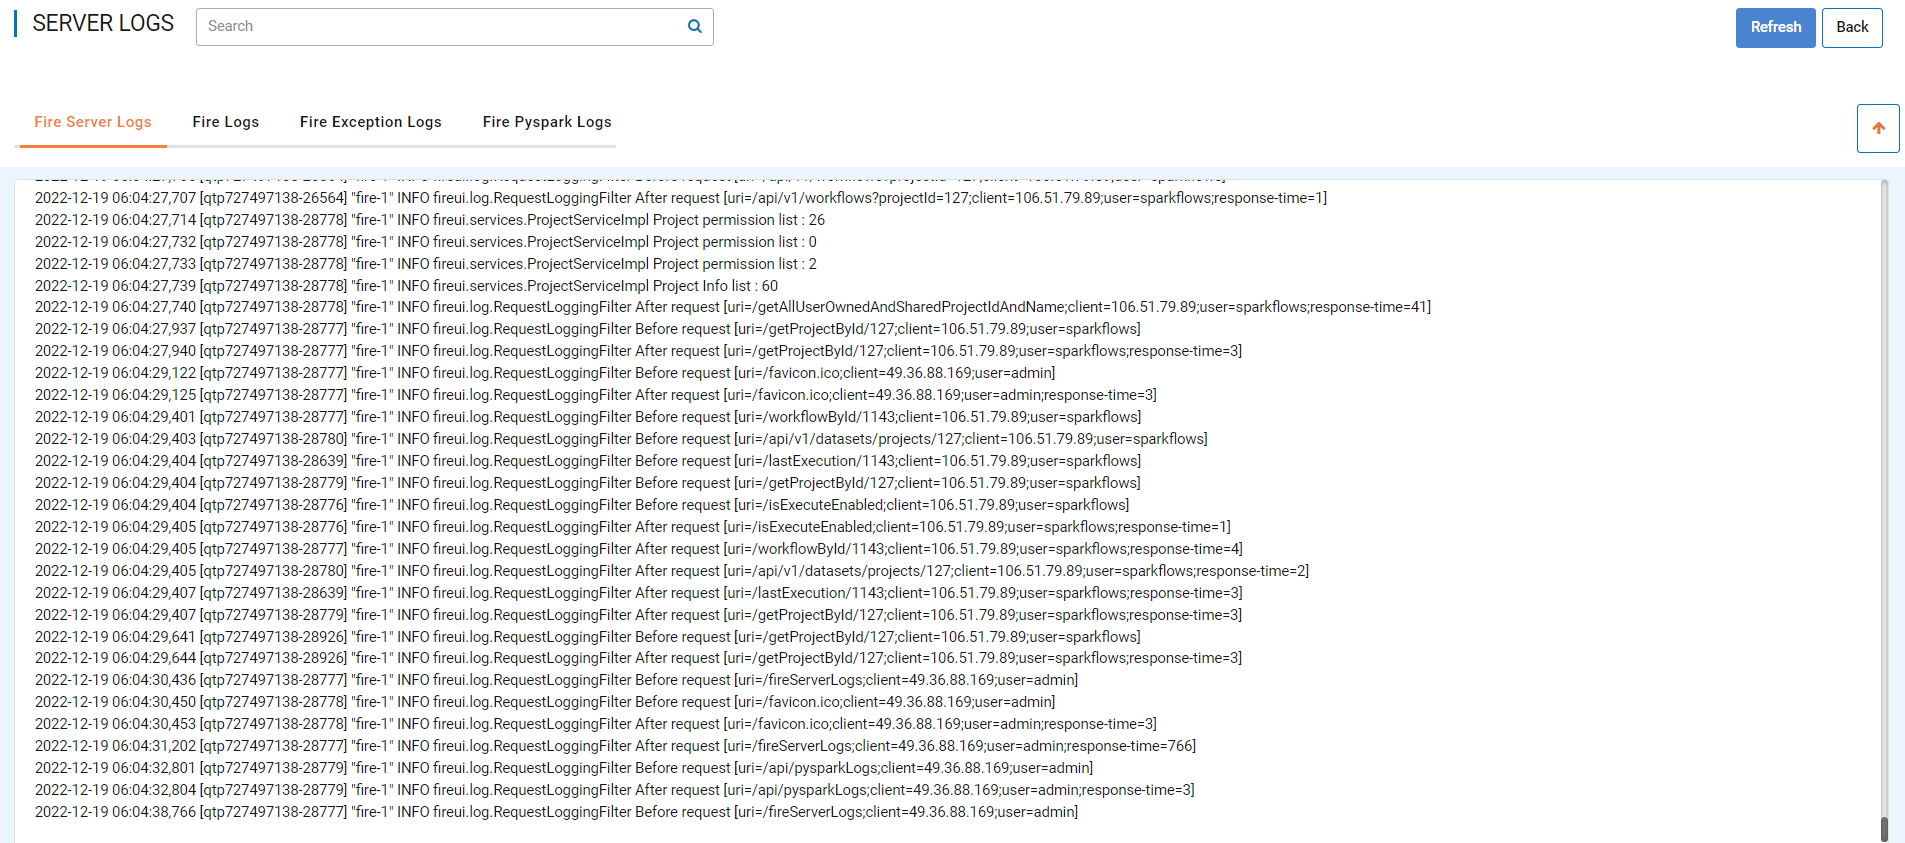 SERVER LOGS
Search
Refresh
Back
Fire Server Logs
Fire Logs
Fire Exception Logs
Fire Pyspark Logs
2022-12-19 06:04:27,707 [qtp727497138-26564] "fire-1" INFO fireui.log.RequestLoggingFilter After request [uri=/api/v1/workflows?projectId=127;client=106.51.79.89;user=sparkflows;response-time=1]
2022-12-19 06:04:27,714 [qtp727497138-28778] "fire-1" INFO fireui.services.ProjectServiceImpl Project permission list : 26
2022-12-19 06:04:27,732 [qtp727497138-28778] "fire-1" INFO fireui.services.ProjectServiceImpl Project permission list : 0
2022-12-19 06:04:27,733 [qtp727497138-28778] "fire-1" INFO fireui.services.ProjectServiceImpl Project permission list : 2
2022-12-19 06:04:27,739 [qtp727497138-28778] "fire-1" INFO fireui.services.ProjectServiceImpl Project Info list : 60
2022-12-19 06:04:27,740 [qtp727497138-28778] "fire-1" INFO fireui.log.RequestLoggingFilter After request [uri=/getAllUserOwnedAndSharedProjectIdAndName;client=106.51.79.89;user=sparkflows;response-time=41]
2022-12-19 06:04:27,937 [qtp727497138-28777] "fire-1" INFO fireui.log.RequestLoggingFilter Before request [uri=/getProjectById/127;client=106.51.79.89;user=sparkflows]
2022-12-19 06:04:27,940 [qtp727497138-28777] "fire-1" INFO fireui.log.RequestLoggingFilter After request [uri=/getProjectById/127;client=106.51.79.89;user=sparkflows;response-time=3]
2022-12-19 06:04:29,122 [qtp727497138-28777] "fire-1" INFO fireui.log.RequestLoggingFilter Before request [uri=/favicon.ico;client=49.36.88.169;user=admin]
2022-12-19 06:04:29,125 [qtp727497138-28777] "fire-1" INFO fireui.log.RequestLoggingFilter After request [uri=/favicon.ico;client=49.36.88.169;user=admin;response-time=3]
2022-12-19 06:04:29,401 [qtp727497138-28777] "fire-1" INFO fireui.log.RequestLoggingFilter Before request [uri=/workflowById/1143;client=106.51.79.89;user=sparkflows]
2022-12-19 06:04:29,403 [qtp727497138-28780] "fire-1" INFO fireui.log.RequestLoggingFilter Before request [uri=/api/v1/datasets/projects/127;client=106.51.79.89;user=sparkflows]
2022-12-19 06:04:29,404 [qtp727497138-28639] "fire-1" INFO fireui.log.RequestLoggingFilter Before request [uri=/lastExecution/1143;client=106.51.79.89;user=sparkflows]
2022-12-19 06:04:29,404 [qtp727497138-28779] "fire-1" INFO fireui.log.RequestLoggingFilter Before request [uri=/getProjectById/127;client=106.51.79.89;user=sparkflows]
2022-12-19 06:04:29,404 [qtp727497138-28776] "fire-1" INFO fireui.log.RequestLoggingFilter Before request [uri=/isExecuteEnabled;client=106.51.79.89;user=sparkflows]
2022-12-19 06:04:29,405 [qtp727497138-28776] "fire-1" INFO fireui.log.RequestLoggingFilter After request [uri=/isExecuteEnabled;client=106.51.79.89;user=sparkflows;response-time=1]
2022-12-19 06:04:29,405 [qtp727497138-28777] "fire-1" INFO fireui.log.RequestLoggingFilter After request [uri=/workflowById/1143;client=106.51.79.89;user=sparkflows;response-time=4]
2022-12-19 06:04:29,405 [qtp727497138-28780] "fire-1" INFO fireui.log.RequestLoggingFilter After request [uri=/api/v1/datasets/projects/127;client=106.51.79.89;user=sparkflows;response-time=2]
2022-12-19 06:04:29,407 [qtp727497138-28639] "fire-1" INFO fireui.log.RequestLoggingFilter After request [uri=/lastExecution/1143;client=106.51.79.89;user=sparkflows;response-time=3]
2022-12-19 06:04:29,407 [qtp727497138-28779] "fire-1" INFO fireui.log.RequestLoggingFilter After request [uri=/getProjectById/127;client=106.51.79.89;user=sparkflows;response-time=3]
2022-12-19 06:04:29,641 [qtp727497138-28926] "fire-1" INFO fireui.log.RequestLoggingFilter Before request [uri=/getProjectById/127;client=106.51.79.89;user=sparkflows]
2022-12-19 06:04:29,644 [qtp727497138-28926] "fire-1" INFO fireui.log.RequestLoggingFilter After request [uri=/getProjectById/127;client=106.51.79.89;user=sparkflows;response-time=3]
2022-12-19 06:04:30,436 [qtp727497138-28777] "fire-1" INFO fireui.log.RequestLoggingFilter Before request [uri=/fireServerLogs;client=49.36.88.169;user=admin]
2022-12-19 06:04:30,450 [qtp727497138-28778] "fire-1" INFO fireui.log.RequestLoggingFilter Before request [uri=/favicon.ico;client=49.36.88.169;user=admin]
2022-12-19 06:04:30,453 [qtp727497138-28778] "fire-1" INFO fireui.log.RequestLoggingFilter After request [uri=/favicon.ico;client=49.36.88.169;user=admin;response-time=3]
2022-12-19 06:04:31,202 [qtp727497138-28777] "fire-1" INFO fireui.log.RequestLoggingFilter After request [uri=/fireServerLogs;client=49.36.88.169;user=admin;response-time=766]
2022-12-19 06:04:32,801 [qtp727497138-28779] "fire-1" INFO fireui.log.RequestLoggingFilter Before request [uri=/api/pysparkLogs;client=49.36.88.169;user=admin]
2022-12-19 06:04:32,804 [qtp727497138-28779] "fire-1" INFO fireui.log.RequestLoggingFilter After request [uri=/api/pysparkLogs;client=49.36.88.169;user=admin;response-time=3]
2022-12-19 06:04:38,766 [qtp727497138-28777] "fire-1" INFO fireui.log.RequestLoggingFilter Before request [uri=/fireServerLogs;client=49.36.88.169;user=admin]